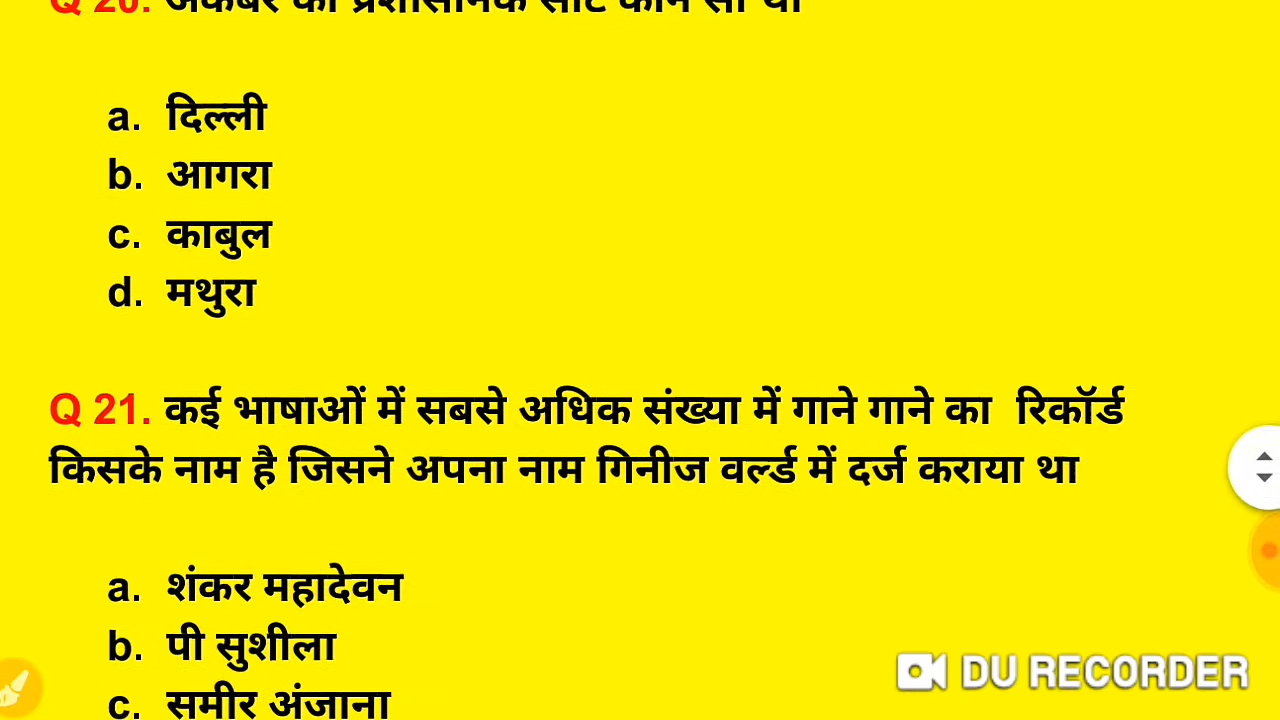 Q 20. अकबर की प्रशासनिक सीट कौन सी थी
a. दिल्ली
b. आगरा
c. काबुल
d. मथुरा
Q 21. कई भाषाओं में सबसे अधिक संख्या में गाने गाने का रिकॉर्ड
किसके नाम है जिसने अपना नाम गिनीज वर्ल्ड में दर्ज कराया था
a. शंकर महादेवन
b. पी सुशीला
c. समीर अंजाना
DU RECORDER